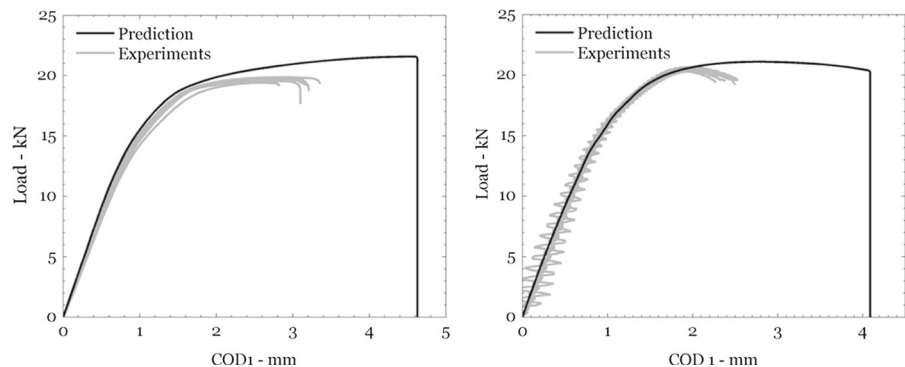 25
20
15
10
5
0
Load - kN
Prediction
Experiments
0 1 2 3 4 5
COD1 - mm
25
20
15
10
5
0
Load - kN
Prediction
Experiments
0 1 2 3 4
COD 1 - mm